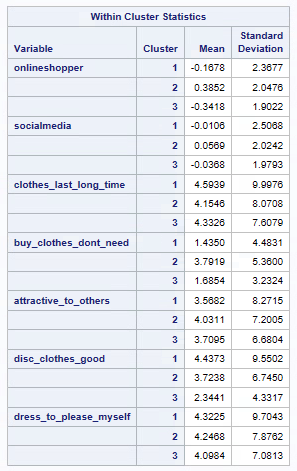 Within Cluster Statistics
Variable Cluster Mean Standard Deviation
onlineshopper 1 -0.1678 2.3677
2 0.3852 2.0476
3 -0.3418 1.9022
socialmedia 1 -0.0106 2.5068
2 0.0569 2.0242
3 -0.0368 1.9793
clothes_last_long_time 1 4.5939 9.9976
2 4.1546 8.0708
3 4.3326 7.6079
buy_clothes_dont_need 1 1.4350 4.4831
2 3.7919 5.3600
3 1.6854 3.2324
attractive_to_others 1 3.5682 8.2715
2 4.0311 7.2005
3 3.7095 6.6804
disc_clothes_good 1 4.4373 9.5502
2 3.7238 6.7450
3 2.3441 4.3317
dress_to_please_myself 1 4.3225 9.7043
2 4.2468 7.8762
3 4.0984 7.0813